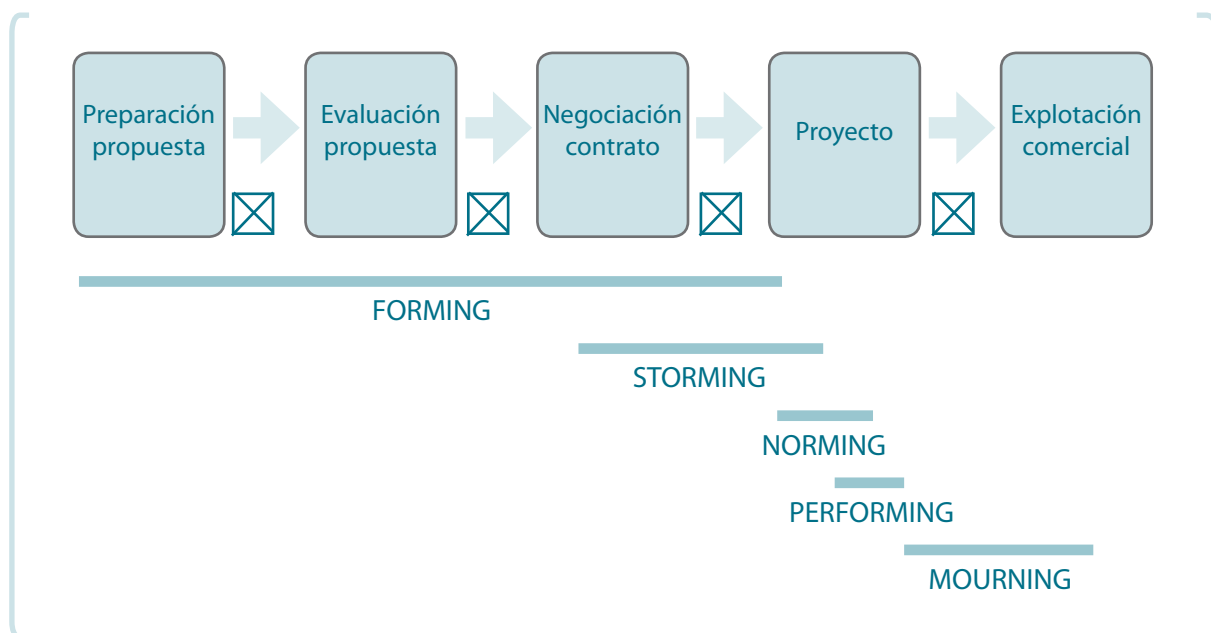 Preparación
propuesta
Evaluación
propuesta
Negociación
contrato
Proyecto
Explotación
comercial
FORMING
STORMING
NORMING
PERFORMING
MOURNING